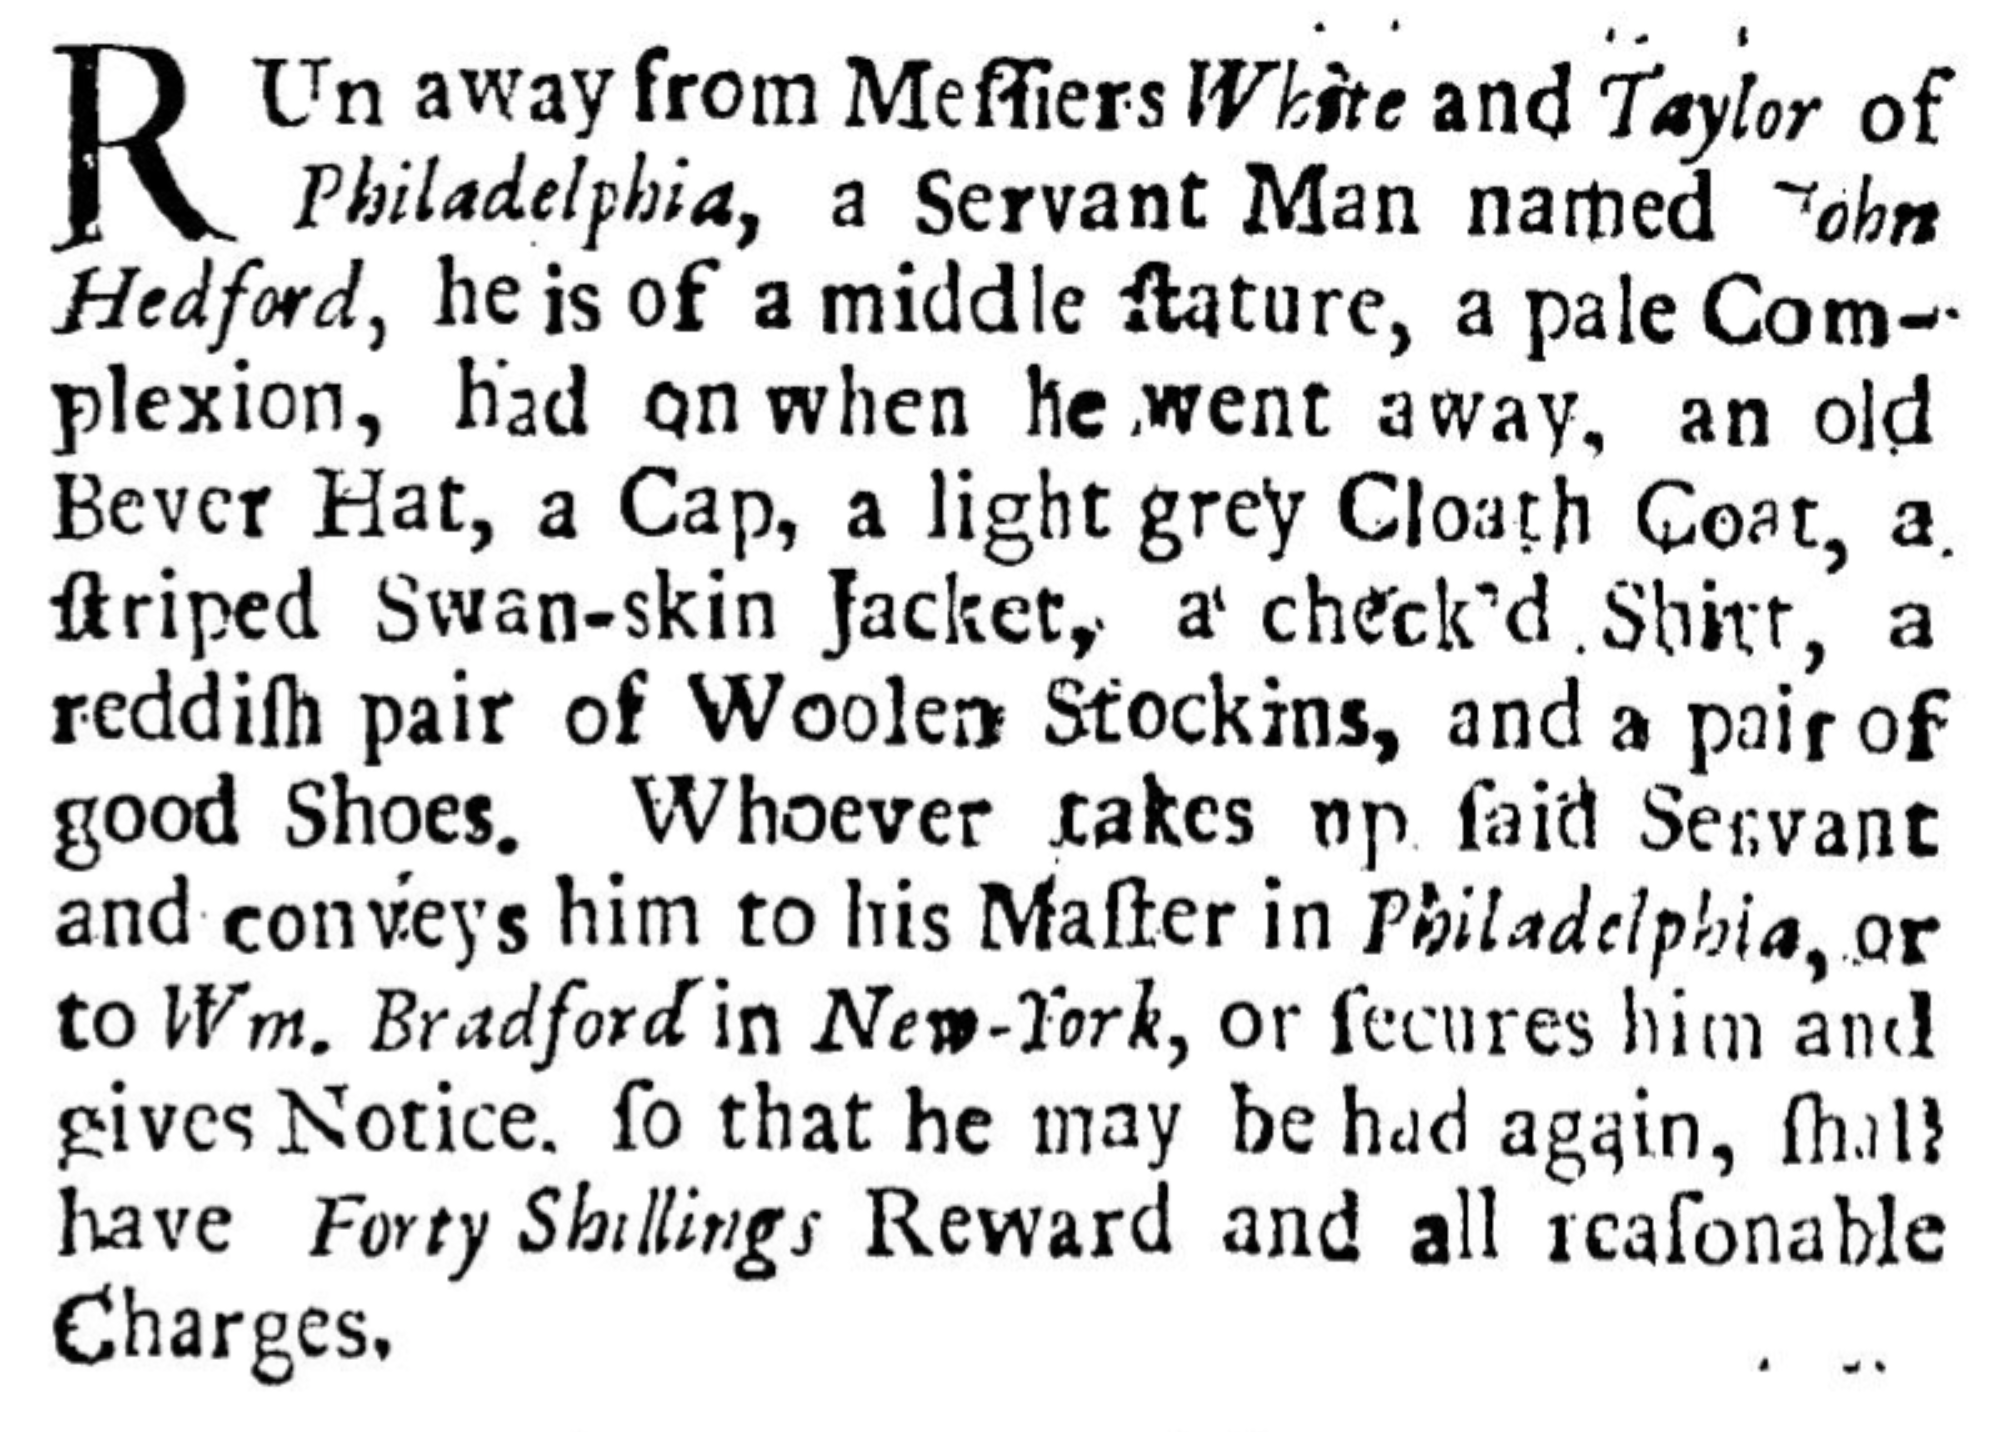 RUn away from Meſſiers White and Taylor of
Philadelphia, a Servant Man named John
Hedford, he is of a middle ſtature, a pale Com-
plexion, had on when he went away, an old
Bever Hat, a Cap, a light grey Cloath Coat, a
ſtriped Swan-skin Jacket, a check'd Shirt, a
reddiſh pair of Woolen Stockins, and a pair of
good Shoes. Whoever takes up ſaid Servant
and conveys him to his Maſter in Philadelphia, or
to Wm. Bradford in New-York, or ſecures him and
gives Notice. ſo that he may be had again, ſhall
have Forty Shillings Reward and all reaſonable
Charges.